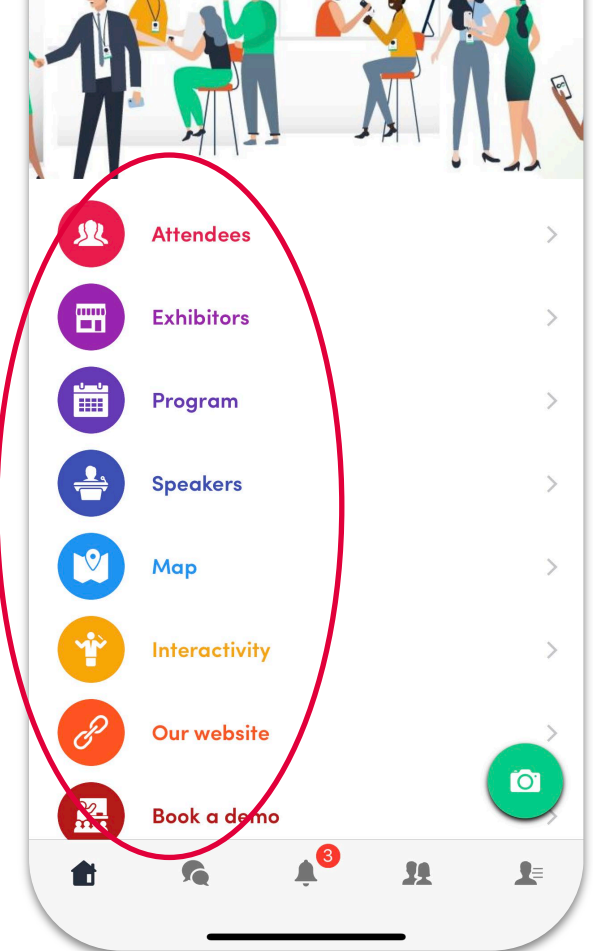 Attendees
Exhibitors
Program
Speakers
Map
Interactivity
Our website
Book a demo
3